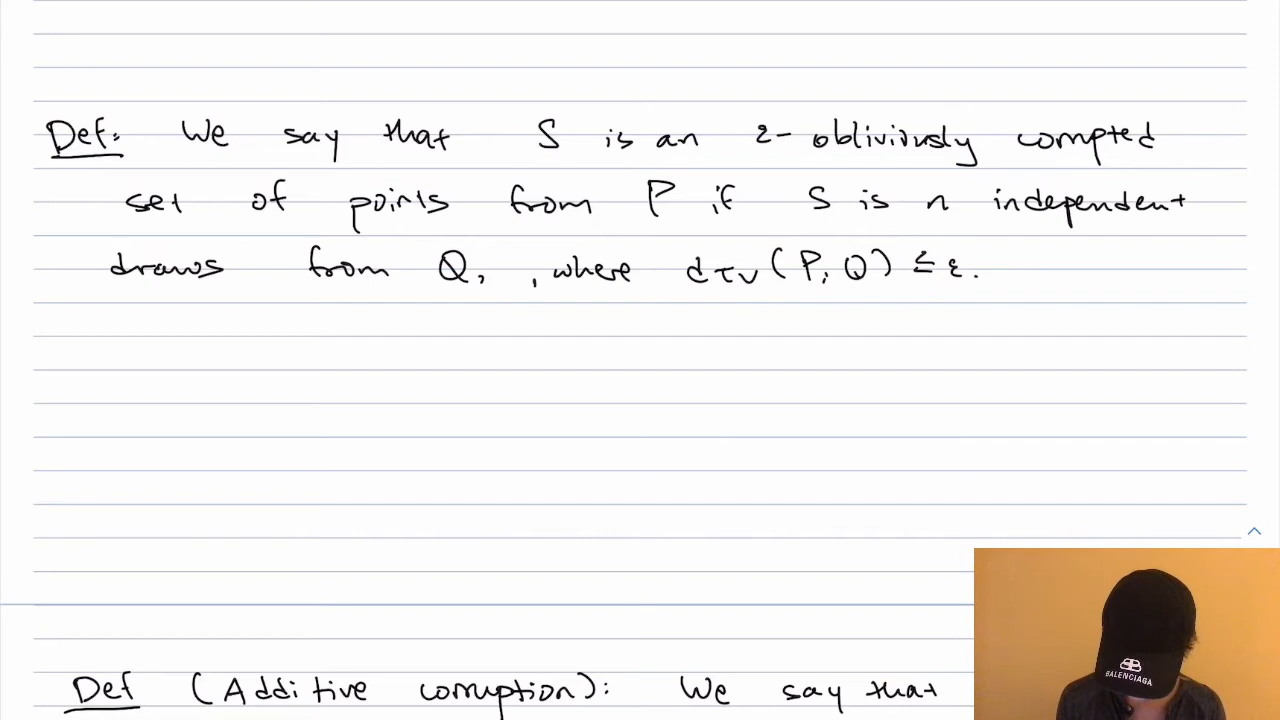 Def: We say that S is an ε-obliviously corrupted
set of points from P if S is n independent
draws from Q, , where dTV(P, Q) ≤ ε.
Def (Additive corruption): We say that
BALENCIAGA